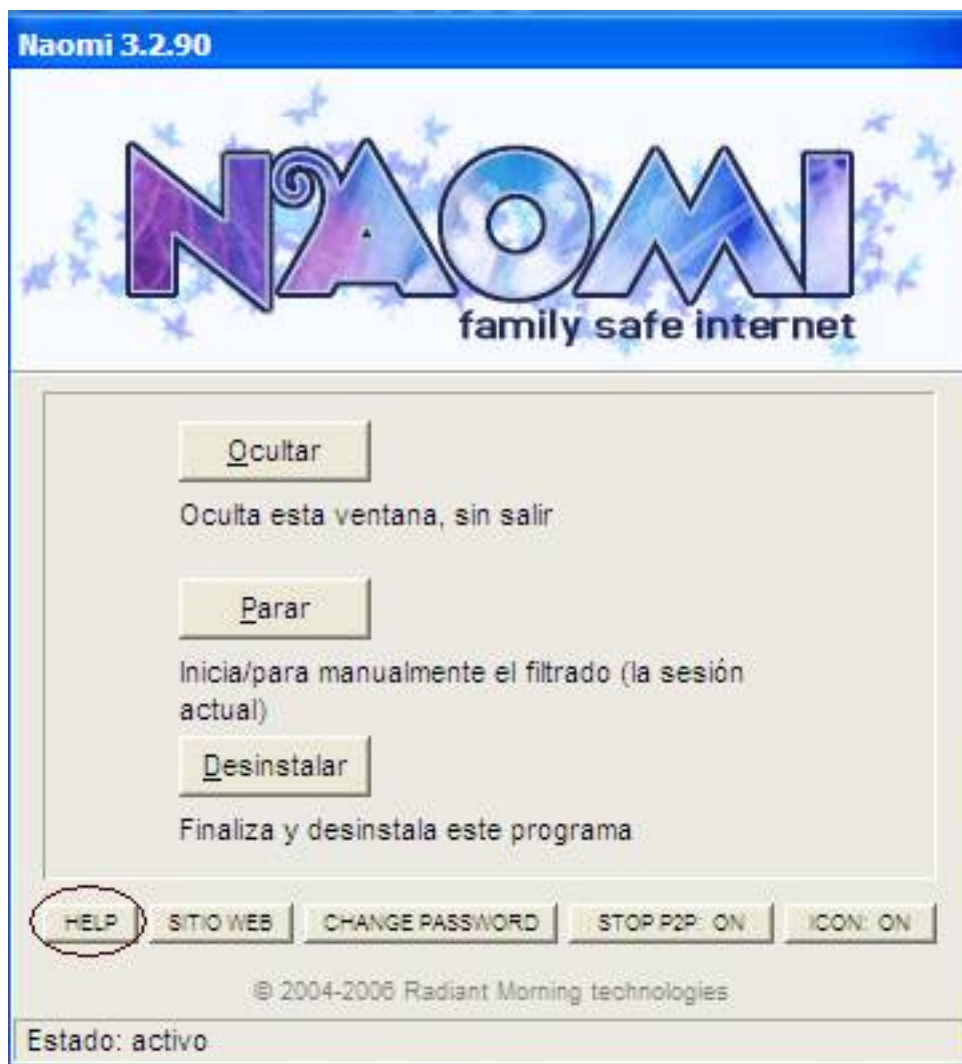 Naomi 3.2.90
NAOMI
family safe internet
Ocultar
Oculta esta ventana, sin salir
Parar
Inicia/para manualmente el filtrado (la sesión
actual)
Desinstalar
Finaliza y desinstala este programa
HELP SITIO WEB CHANGE PASSWORD STOP P2P: ON ICON: ON
© 2004-2006 Radiant Morning technologies
Estado: activo